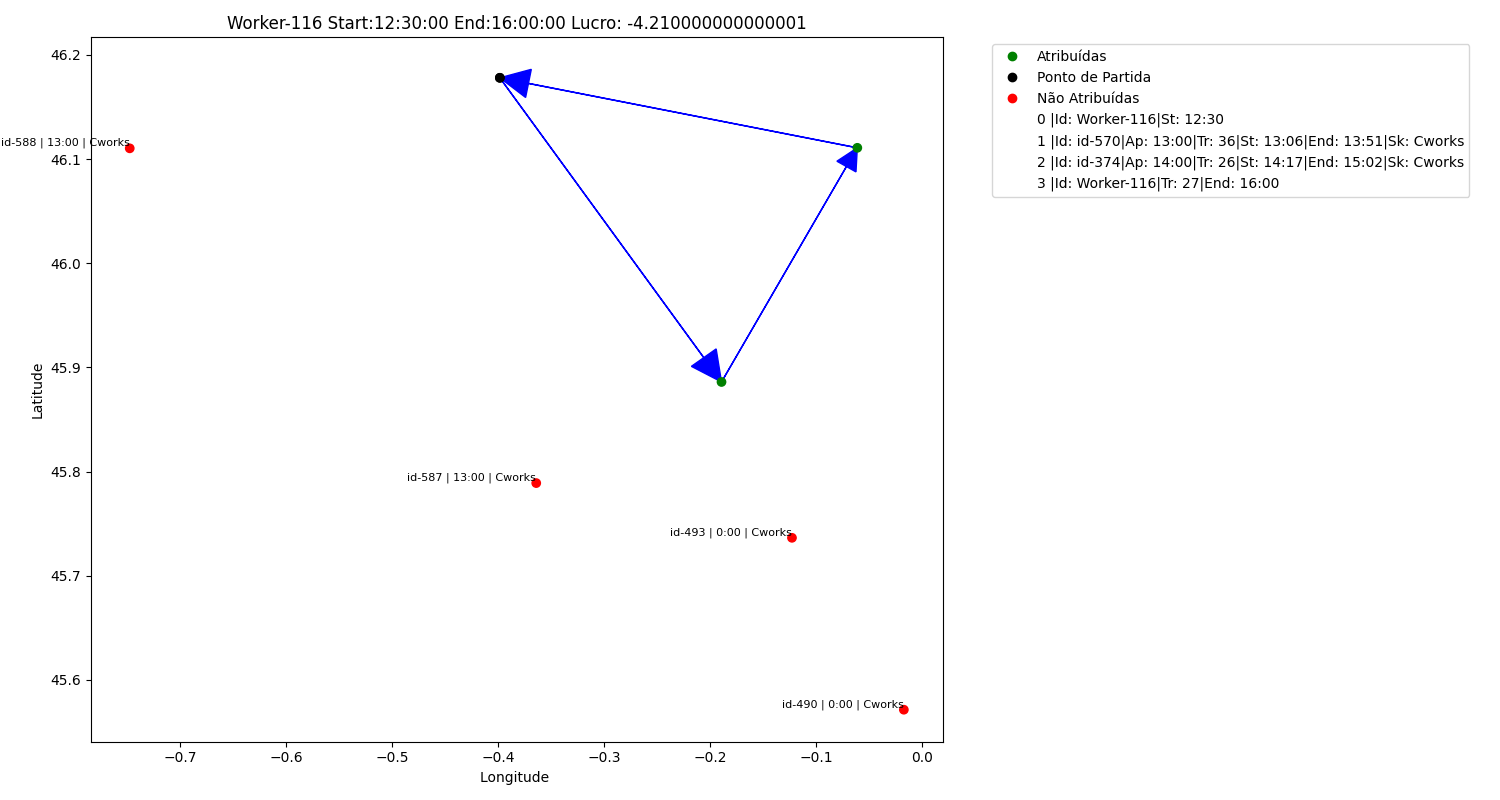 Worker-116 Start:12:30:00 End:16:00:00 Lucro: -4.210000000000001
46.2
46.1
46.0
45.9
45.8
45.7
45.6
Latitude
id-588 | 13:00 | Cworks
id-587 | 13:00 | Cworks
id-493 | 0:00 | Cworks
id-490 | 0:00 | Cworks
−0.7
−0.6
−0.5
−0.4
−0.3
−0.2
−0.1
0.0
Longitude
Atribuídas
Ponto de Partida
Não Atribuídas
0 |Id: Worker-116|St: 12:30
1 |Id: id-570|Ap: 13:00|Tr: 36|St: 13:06|End: 13:51|Sk: Cworks
2 |Id: id-374|Ap: 14:00|Tr: 26|St: 14:17|End: 15:02|Sk: Cworks
3 |Id: Worker-116|Tr: 27|End: 16:00